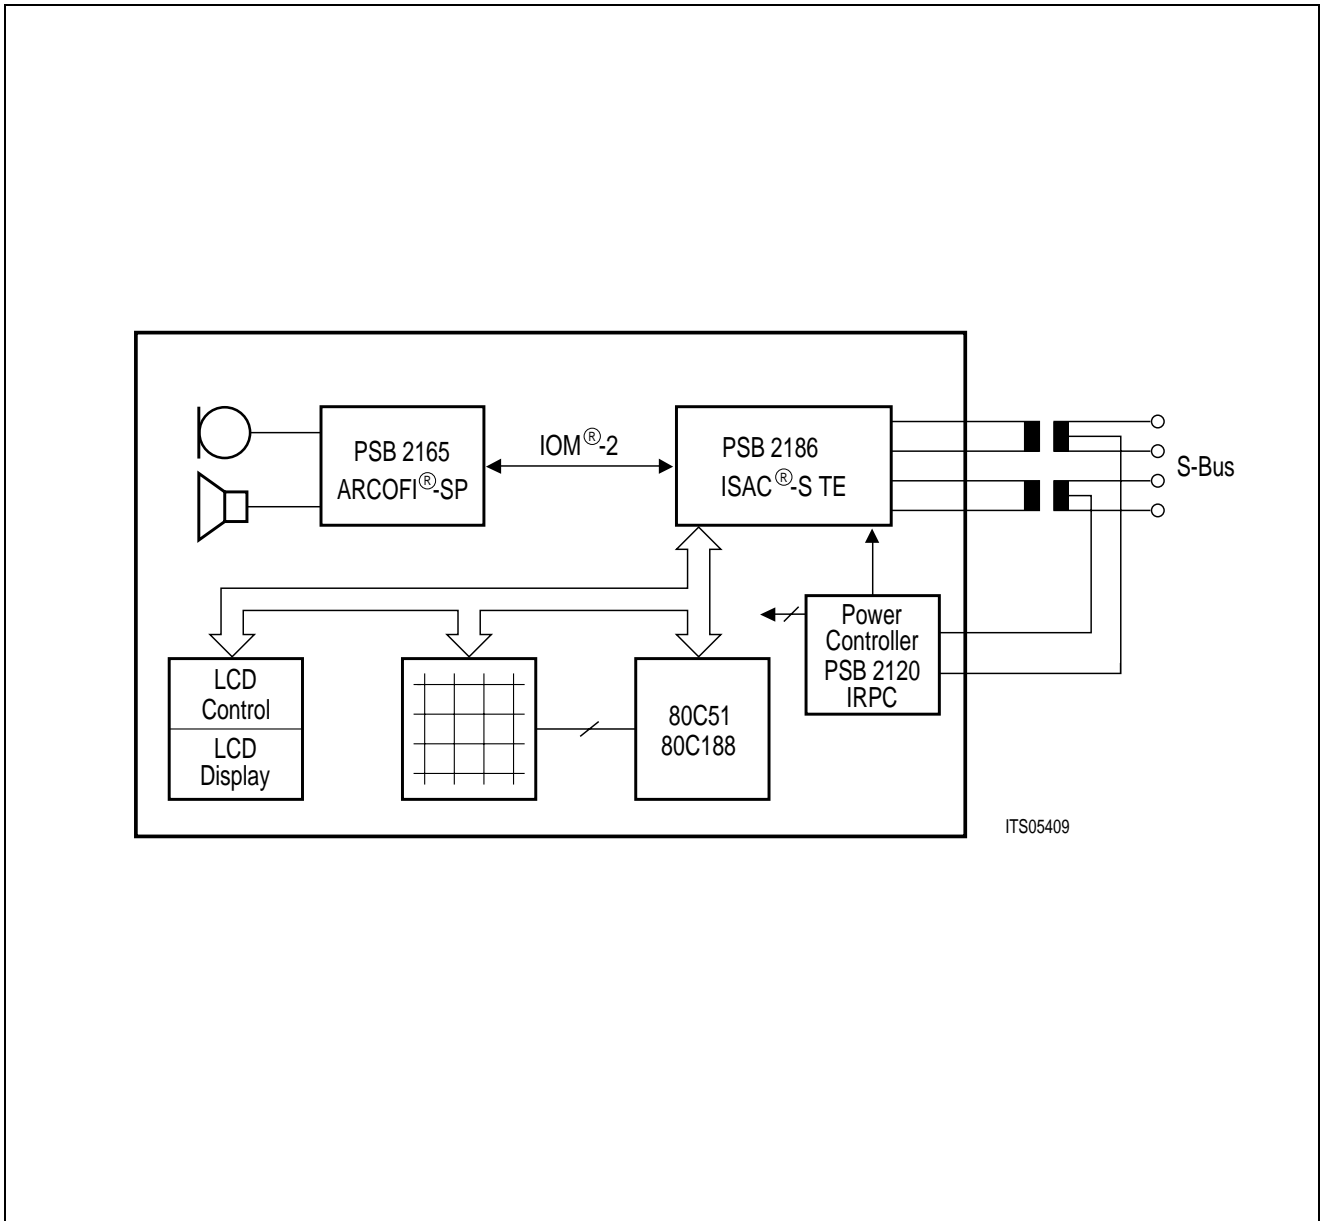 PSB 2165
ARCOFI®-SP
IOM®-2
PSB 2186
ISAC®-S TE
S-Bus
Power
Controller
PSB 2120
IRPC
LCD
Control
LCD
Display
80C51
80C188
ITS05409